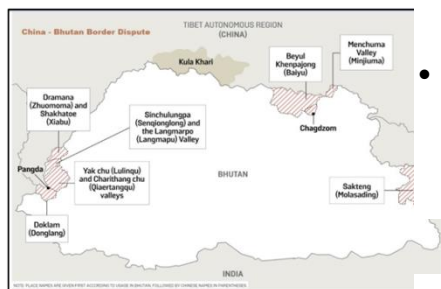 China - Bhutan Border Dispute
TIBET AUTONOMOUS REGION
(CHINA)
Kula Khari
Beyul
Khenpajong
(Baiyu)
Menchuma
Valley
(Minjiuma)
Dramana
(Zhuomoma) and
Shakhatoe
(Xiabu)
Sinchulungpa
(Senqionglong) and
the Langmarpo
(Langmapu) Valley
Chagdzom
Pangda
Yak chu (Lulinqu)
and Charithang chu
(Qiaertangqu)
valleys
BHUTAN
Sakteng
(Molasading)
Doklam
(Donglang)
INDIA
NOTE: PLACE NAMES ARE GIVEN FIRST ACCORDING TO USAGE IN BHUTAN, FOLLOWED BY CHINESE NAMES IN PARENTHESES.